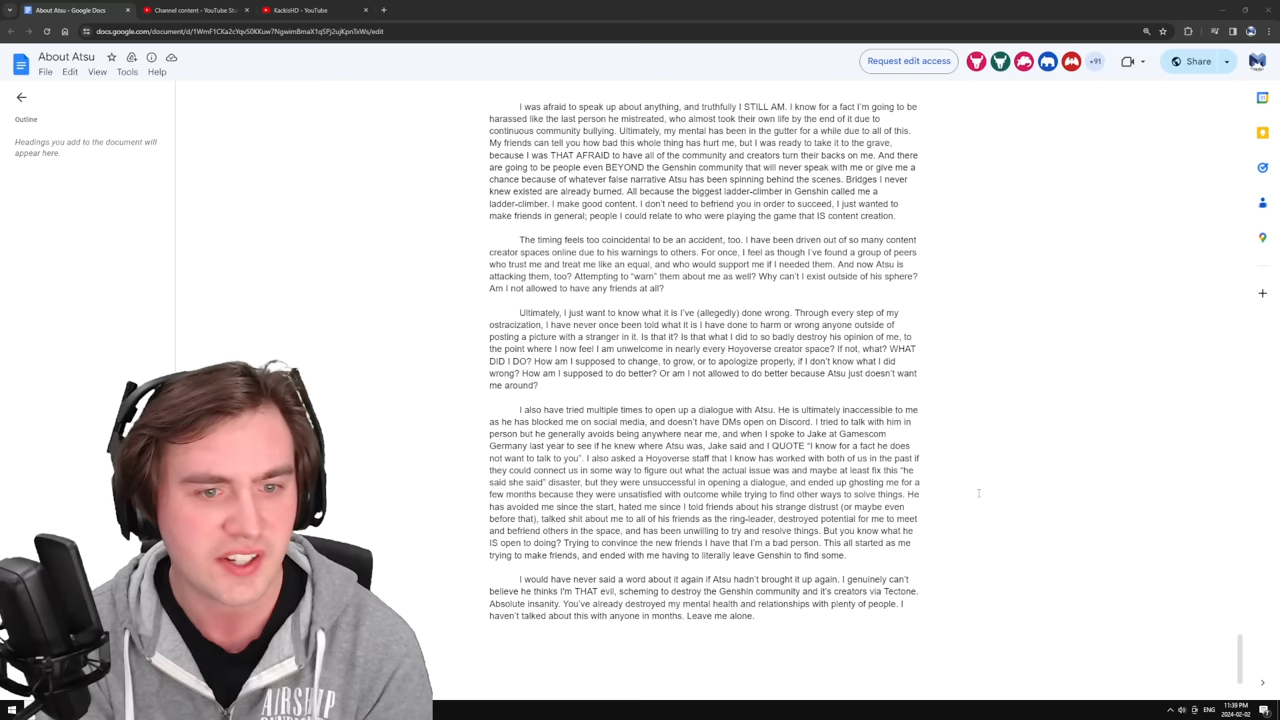 About Atsu - Google Docs
Channel content - YouTube Stu
KackisHD - YouTube
docs.google.com/document/d/1WmF1CKa2cYqvS0KKuw7NgwimBmaX1qSPj2ujKpnTxWs/edit
About Atsu
File Edit View Tools Help
Request edit access
+91
Share
Outline
Headings you add to the document will
appear here.
I was afraid to speak up about anything, and truthfully I STILL AM. I know for a fact I'm going to be
harassed like the last person he mistreated, who almost took their own life by the end of it due to
continuous community bullying. Ultimately, my mental has been in the gutter for a while due to all of this.
My friends can tell you how bad this whole thing has hurt me, but I was ready to take it to the grave,
because I was THAT AFRAID to have all of the community and creators turn their backs on me. And there
are going to be people even BEYOND the Genshin community that will never speak with me or give me a
chance because of whatever false narrative Atsu has been spinning behind the scenes. Bridges I never
knew existed are already burned. All because the biggest ladder-climber in Genshin called me a
ladder-climber. I make good content. I don't need to befriend you in order to succeed, I just wanted to
make friends in general; people I could relate to who were playing the game that IS content creation.
The timing feels too coincidental to be an accident, too. I have been driven out of so many content
creator spaces online due to his warnings to others. For once, I feel as though I've found a group of peers
who trust me and treat me like an equal, and who would support me if I needed them. And now Atsu is
attacking them, too? Attempting to "warn" them about me as well? Why can't I exist outside of his sphere?
Am I not allowed to have any friends at all?
Ultimately, I just want to know what it is I've (allegedly) done wrong. Through every step of my
ostracization, I have never once been told what it is I have done to harm or wrong anyone outside of
posting a picture with a stranger in it. Is that it? Is that what I did to so badly destroy his opinion of me, to
the point where I now feel I am unwelcome in nearly every Hoyoverse creator space? If not, what? WHAT
DID I DO? How am I supposed to change, to grow, or to apologize properly, if I don't know what I did
wrong? How am I supposed to do better? Or am I not allowed to do better because Atsu just doesn't want
me around?
I also have tried multiple times to open up a dialogue with Atsu. He is ultimately inaccessible to me
as he has blocked me on social media, and doesn't have DMs open on Discord. I tried to talk with him in
person but he generally avoids being anywhere near me, and when I spoke to Jake at Gamescom
Germany last year to see if he knew where Atsu was, Jake said and I QUOTE "I know for a fact he does
not want to talk to you". I also asked a Hoyoverse staff that I know has worked with both of us in the past if
they could connect us in some way to figure out what the actual issue was and maybe at least fix this "he
said she said" disaster, but they were unsuccessful in opening a dialogue, and ended up ghosting me for a
few months because they were unsatisfied with outcome while trying to find other ways to solve things. He
has avoided me since the start, hated me since I told friends about his strange distrust (or maybe even
before that), talked shit about me to all of his friends as the ring-leader, destroyed potential for me to meet
and befriend others in the space, and has been unwilling to try and resolve things. But you know what he
IS open to doing? Trying to convince the new friends I have that I'm a bad person. This all started as me
trying to make friends, and ended with me having to literally leave Genshin to find some.
I would have never said a word about it again if Atsu hadn't brought it up again. I genuinely can't
believe he thinks I'm THAT evil, scheming to destroy the Genshin community and it's creators via Tectone.
Absolute insanity. You've already destroyed my mental health and relationships with plenty of people. I
haven't talked about this with anyone in months. Leave me alone.
AIRSHIP
ENG
11:39 PM
2024-02-02